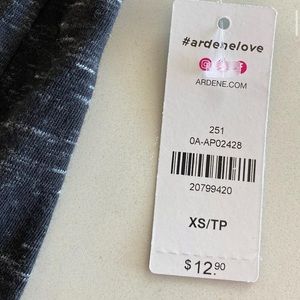 #ardenelove
ARDENE.COM
251
0A-AP02428
20799420
XS/TP
$12.90